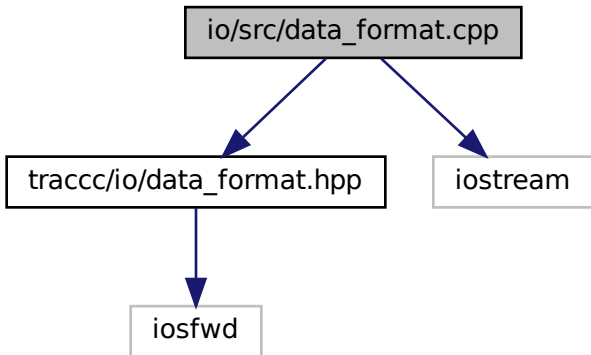 io/src/data_format.cpp
traccc/io/data_format.hpp
iostream
iosfwd